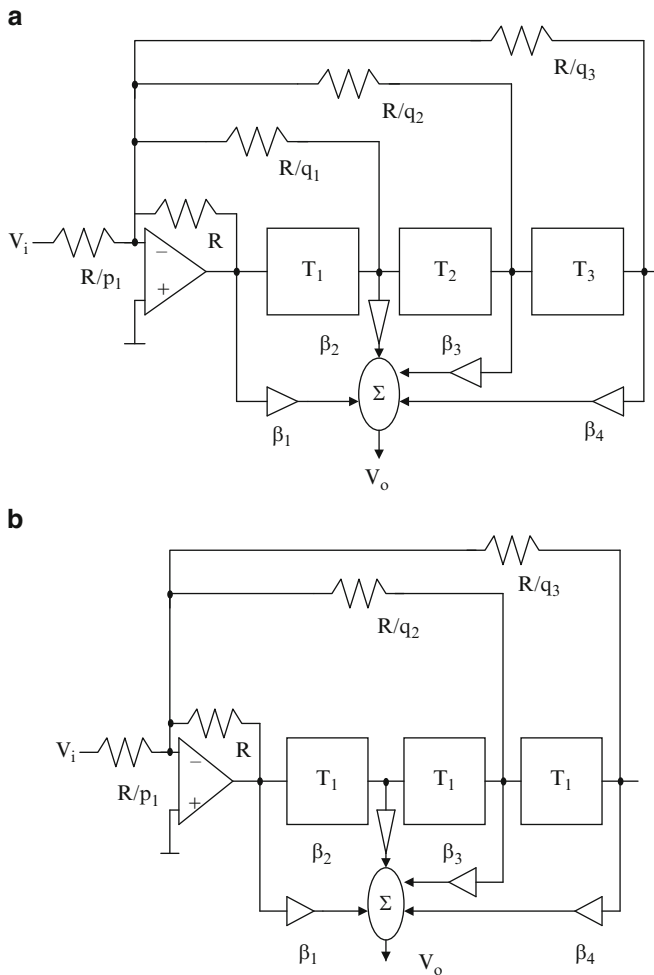 a
R/q₃
R/q₂
R/q₁
Vᵢ
R/p₁
R
−
+
T₁
T₂
T₃
β₂
β₃
Σ
β₁
β₄
Vₒ
b
R/q₃
R/q₂
Vᵢ
R/p₁
R
−
+
T₁
T₁
T₁
β₂
β₃
Σ
β₁
β₄
Vₒ